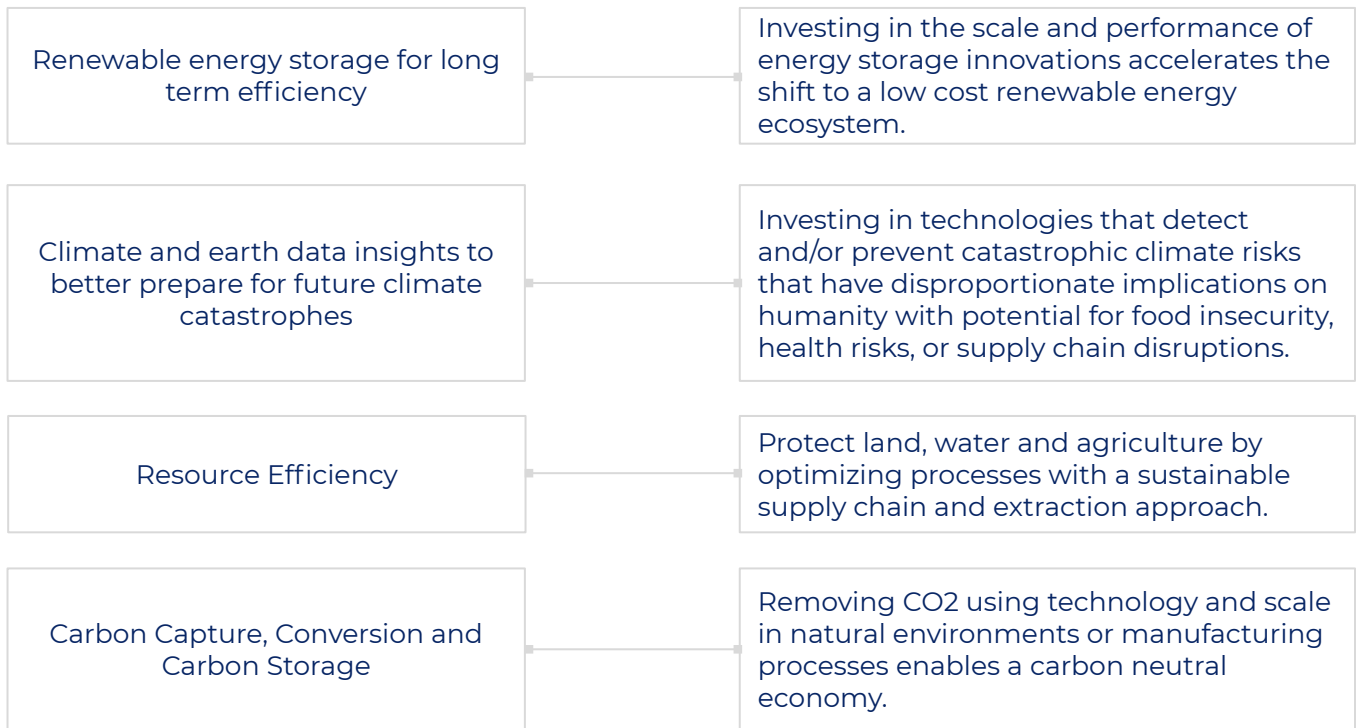 Renewable energy storage for long
term efficiency
Investing in the scale and performance of
energy storage innovations accelerates the
shift to a low cost renewable energy
ecosystem.
Climate and earth data insights to
better prepare for future climate
catastrophes
Investing in technologies that detect
and/or prevent catastrophic climate risks
that have disproportionate implications on
humanity with potential for food insecurity,
health risks, or supply chain disruptions.
Resource Efficiency
Protect land, water and agriculture by
optimizing processes with a sustainable
supply chain and extraction approach.
Carbon Capture, Conversion and
Carbon Storage
Removing CO2 using technology and scale
in natural environments or manufacturing
processes enables a carbon neutral
economy.